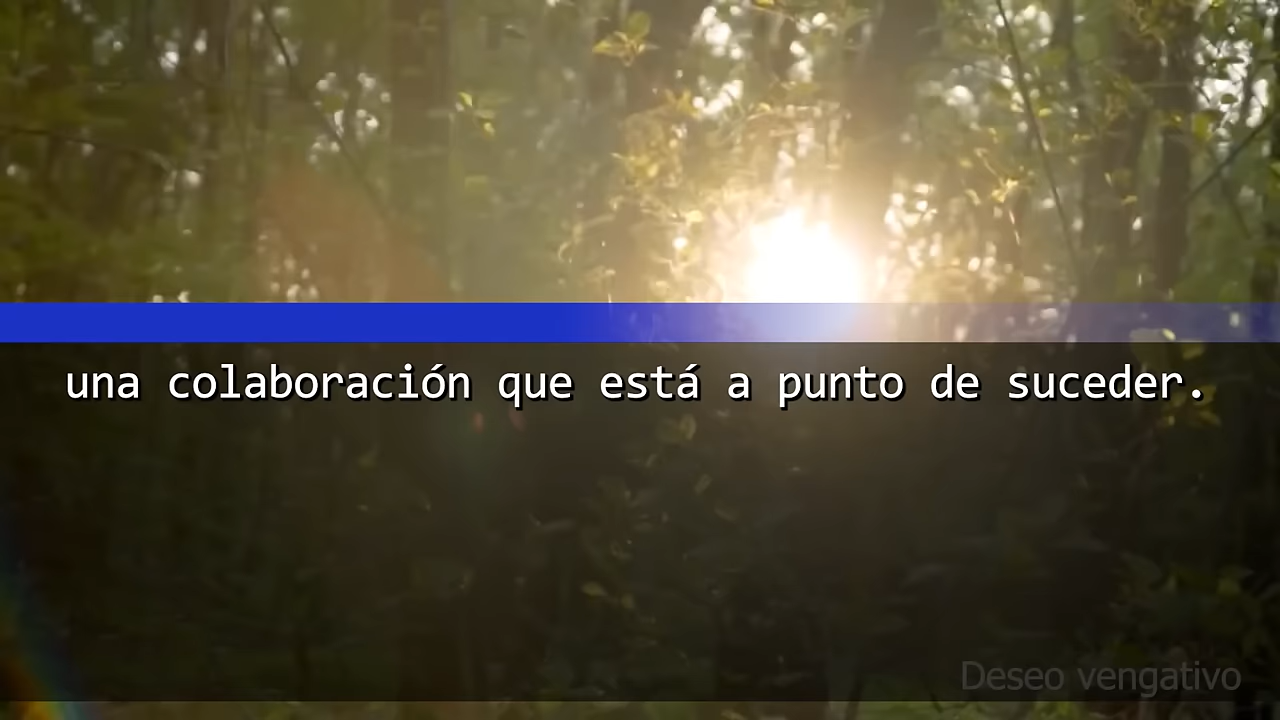 una colaboración que está a punto de suceder.
Deseo vengativo